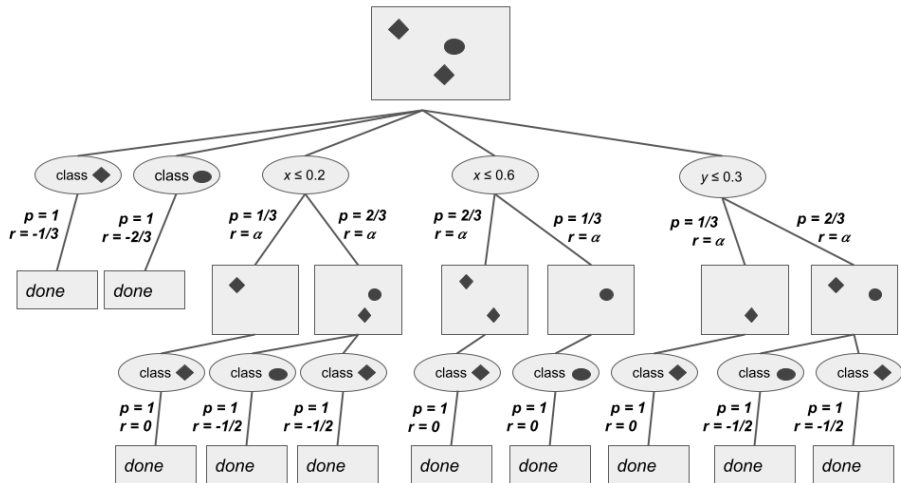 class
class
x ≤ 0.2
x ≤ 0.6
y ≤ 0.3
p = 1
r = -1/3
p = 1
r = -2/3
p = 1/3
r = α
p = 2/3
r = α
p = 2/3
r = α
p = 1/3
r = α
p = 1/3
r = α
p = 2/3
r = α
done
done
class
class
class
class
class
class
class
class
p = 1
r = 0
p = 1
r = -1/2
p = 1
r = -1/2
p = 1
r = 0
p = 1
r = 0
p = 1
r = 0
p = 1
r = -1/2
p = 1
r = -1/2
done
done
done
done
done
done
done
done